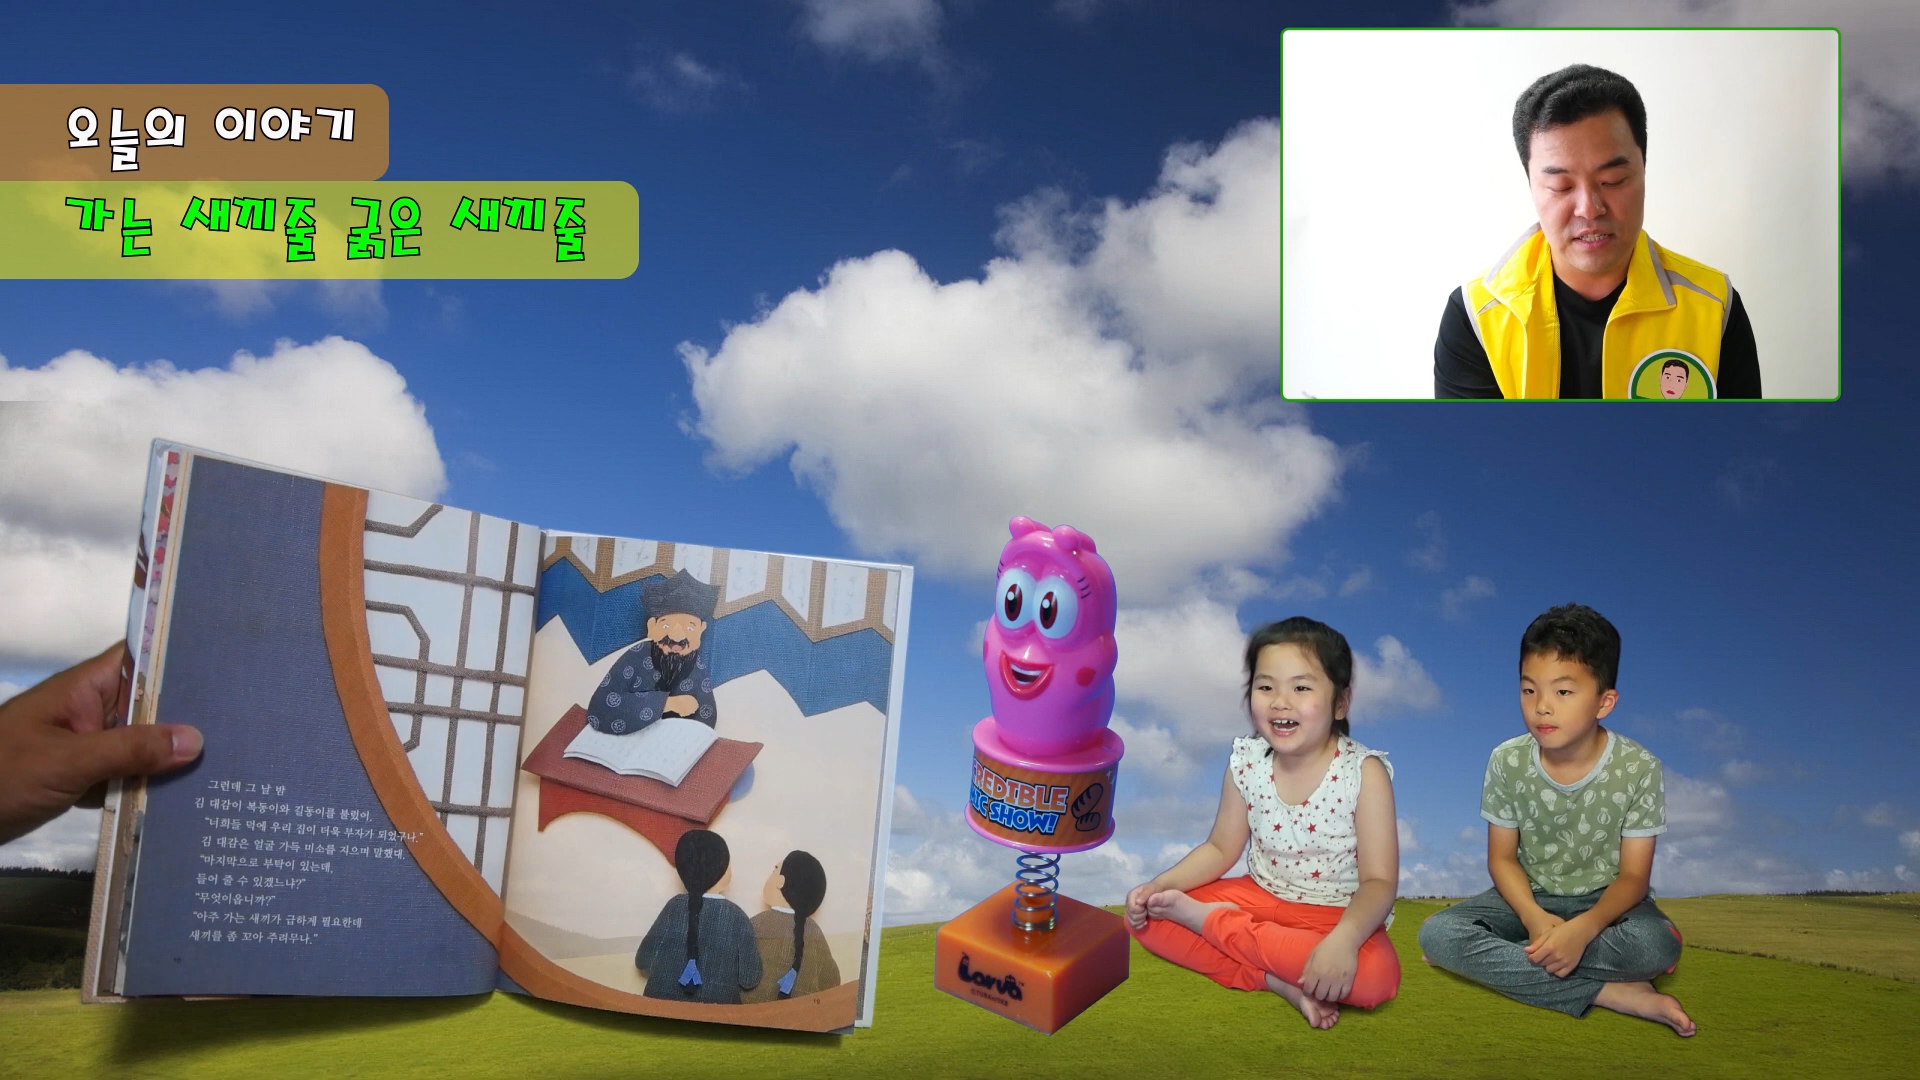 오늘의 이야기
가는 새끼줄 굵은 새끼줄
그런데 그 날 밤
김 대감이 복동이와 길동이를 불렀어.
"너희들 덕에 우리 집이 더욱 부자가 되었구나."
김 대감은 얼굴 가득 미소를 지으며 말했대.
"마지막으로 부탁이 있는데,
들어 줄 수 있겠느냐?"
"무엇이옵니까?"
"아주 가는 새끼가 급하게 필요한데
새끼를 좀 꼬아 주려무나."
SHOW!
2
Larva